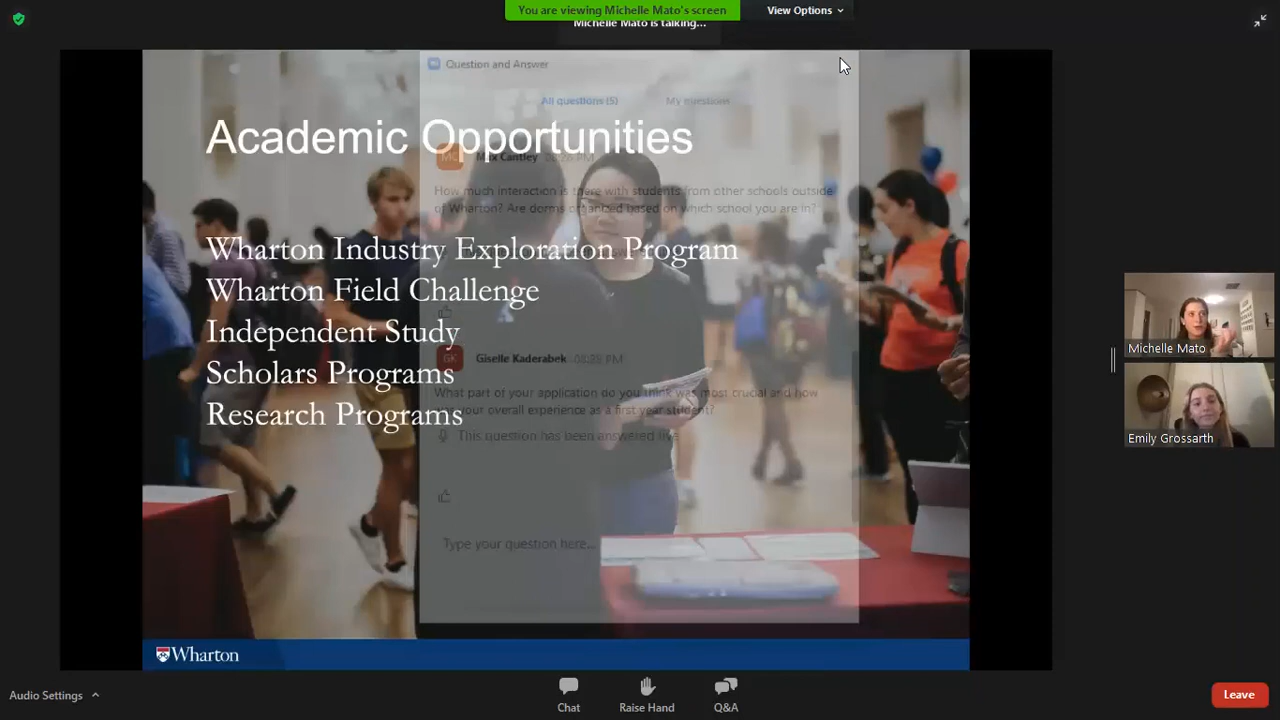 You are viewing Michelle Mato's screen
View Options
Michelle Mato is talking...
Question and Answer
All questions (5)
My questions
Academic Opportunities
MC
Max Cantley
How much interaction is there with students from other schools outside
of Wharton? Are dorms organised based on which school you are in?
Wharton Industry Exploration Program
Wharton Field Challenge
Independent Study
GK
Giselle Kaderabek
Scholars Programs
What part of your application do you think was most crucial and how
your overall experience as a first year student?
Research Programs
This question has been answered live
Type your question here...
Michelle Mato
Emily Grossarth
Wharton
Audio Settings
Chat
Raise Hand
Q&A
Leave